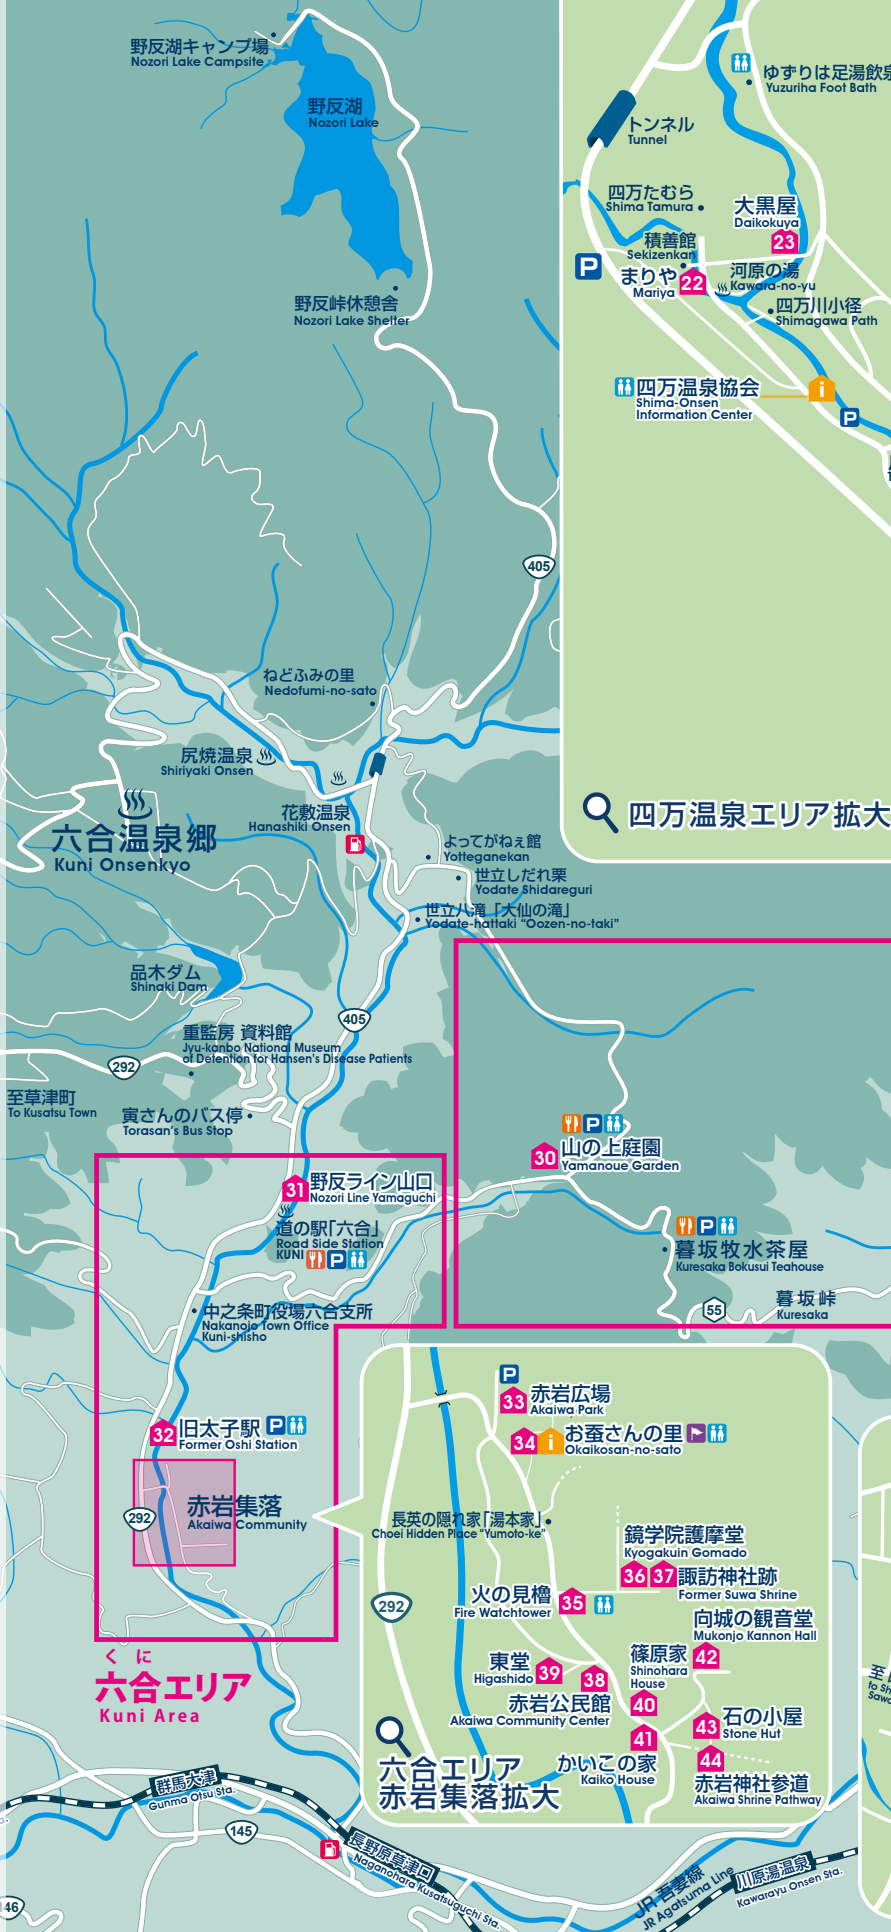 野反湖キャンプ場
Nozori Lake Campsite
野反湖
Nozori Lake
野反峠休憩舎
Nozori Lake Shelter
405
ねどふみの里
Nedofumi-no-sato
尻焼温泉
Shiriyaki Onsen
六合温泉郷
Kuni Onsenkyo
花敷温泉
Hanashiki Onsen
よってがねぇ館
Yotteganekan
世立しだれ栗
Yodate Shidareguri
世立八滝「大仙の滝」
Yodate-hattaki “Oozen-no-taki”
品木ダム
Shinaki Dam
重監房 資料館
Jyu-kanbo National Museum
of Detention for Hansen's Disease Patients
405
292
至草津町
To Kusatsu Town
寅さんのバス停
Torasan's Bus Stop
ゆずりは足湯飲泉
Yuzuriha Foot Bath
トンネル
Tunnel
四万たむら
Shima Tamura
大黒屋
Daikokuya
23
積善館
Sekizenkan
P
まりや
Mariya
22
河原の湯
Kawara-no-yu
四万川小径
Shimagawa Path
四万温泉協会
Shima-Onsen
Information Center
i
P
四万温泉エリア拡大
30
P
山の上庭園
Yamanoue Garden
P
暮坂牧水茶屋
Kuresaka Bokusui Teahouse
55
暮坂峠
Kuresaka
31
野反ライン山口
Nozori Line Yamaguchi
道の駅「六合」
Road Side Station
KUNI
P
中之条町役場六合支所
Nakanojo Town Office
Kuni-shisho
32
旧太子駅
P
Former Oshi Station
赤岩集落
Akaiwa Community
292
くに
六合エリア
Kuni Area
P
33
赤岩広場
Akaiwa Park
34
i
お蚕さんの里
Okaikosan-no-sato
長英の隠れ家「湯本家」
Choei Hidden Place “Yumoto-ke”
鏡学院護摩堂
Kyogakuin Gomado
36
37
諏訪神社跡
Former Suwa Shrine
292
火の見櫓
Fire Watchtower
35
向城の観音堂
Mukonjo Kannon Hall
42
東堂
Higashido
39
38
篠原家
Shinohara
House
40
赤岩公民館
Akaiwa Community Center
41
かいこの家
Kaiko House
43
石の小屋
Stone Hut
44
赤岩神社参道
Akaiwa Shrine Pathway
六合エリア
赤岩集落拡大
群馬大津
Gunma Otsu Sta.
145
長野原草津口
Naganohara Kusatsuguchi Sta.
JR 吾妻線
JR Agatsuma Line
川原湯温泉
Kawarayu Onsen Sta.